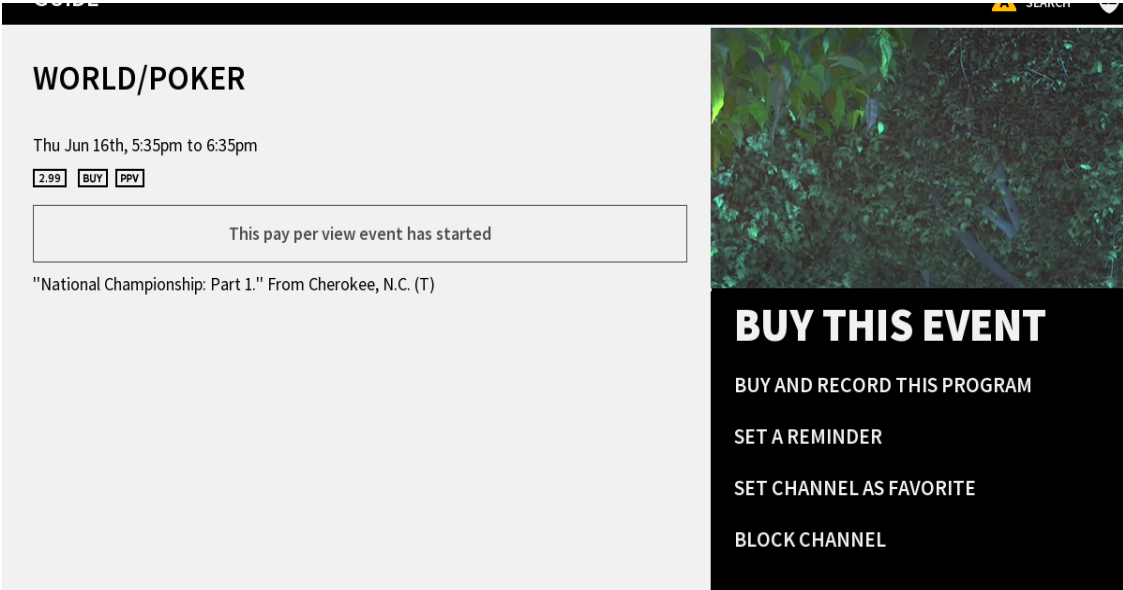 GUIDE
A SEARCH
WORLD/POKER
Thu Jun 16th, 5:35pm to 6:35pm
2.99 BUY PPV
This pay per view event has started
"National Championship: Part 1." From Cherokee, N.C. (T)
BUY THIS EVENT
BUY AND RECORD THIS PROGRAM
SET A REMINDER
SET CHANNEL AS FAVORITE
BLOCK CHANNEL